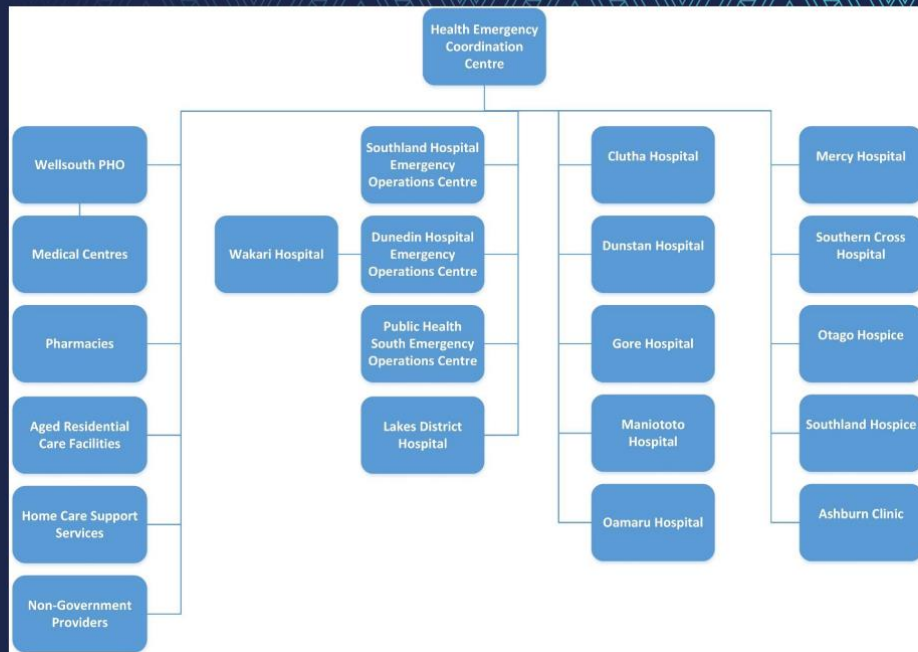 Health Emergency
Coordination
Centre
Wellsouth PHO
Medical Centres
Pharmacies
Aged Residential
Care Facilities
Home Care Support
Services
Non-Government
Providers
Wakari Hospital
Southland Hospital
Emergency
Operations Centre
Dunedin Hospital
Emergency
Operations Centre
Public Health
South Emergency
Operations Centre
Lakes District
Hospital
Clutha Hospital
Dunstan Hospital
Gore Hospital
Maniototo
Hospital
Oamaru Hospital
Mercy Hospital
Southern Cross
Hospital
Otago Hospice
Southland Hospice
Ashburn Clinic